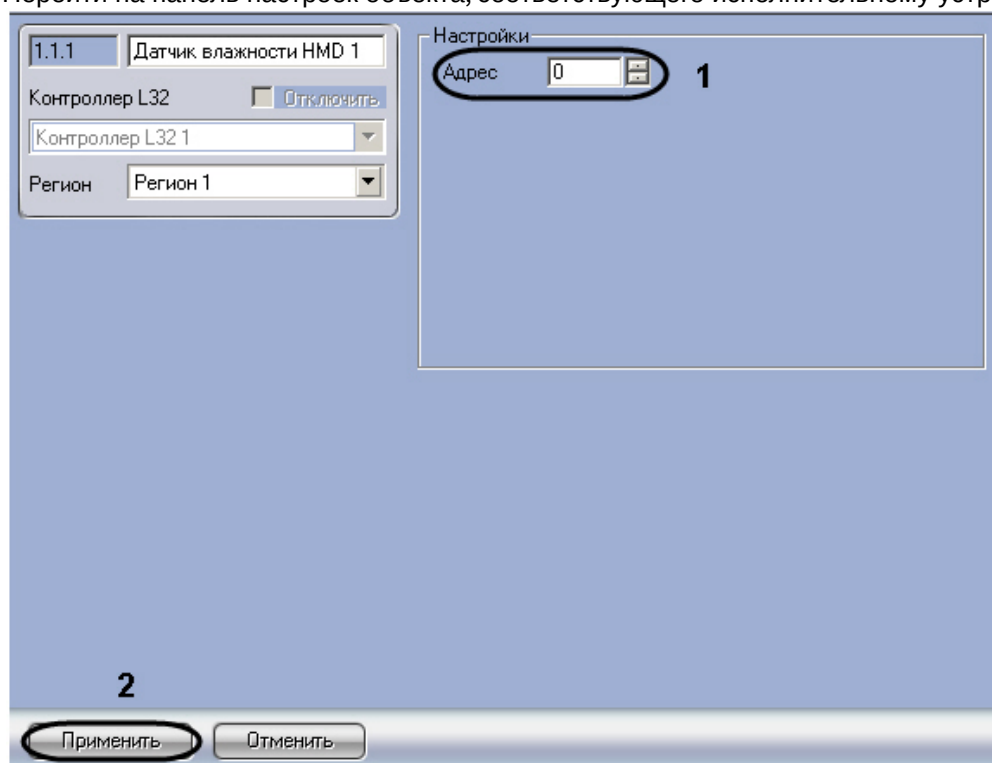 1.1.1 Датчик влажности HMD 1
Контроллер L32 Отключить
Контроллер L32 1
Регион Регион 1
Настройки
Адрес 0 1
2
Применить Отменить